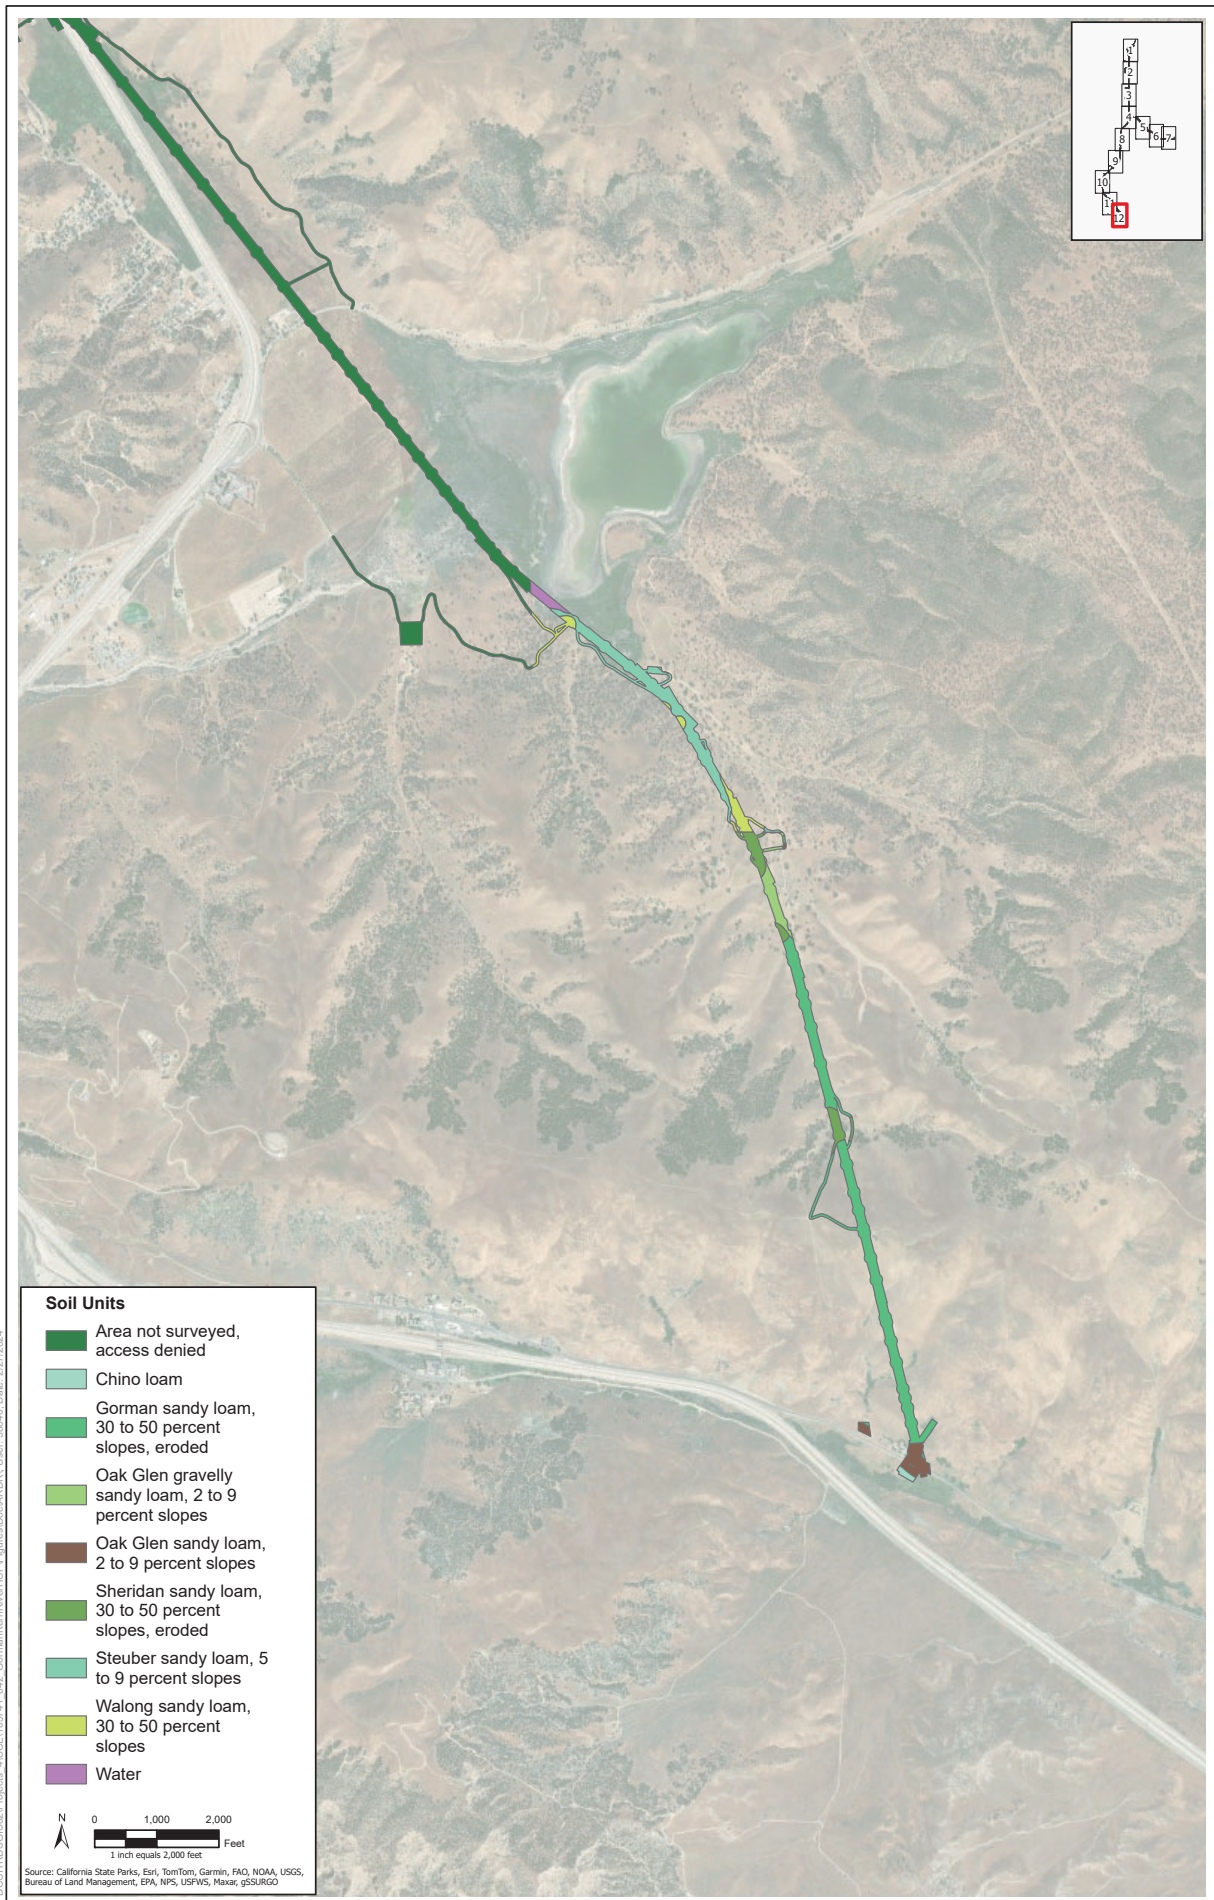 1
2
3
4
5
6
7
8
9
10
11
12
Soil Units
Area not surveyed,
access denied
Chino loam
Gorman sandy loam,
30 to 50 percent
slopes, eroded
Oak Glen gravelly
sandy loam, 2 to 9
percent slopes
Oak Glen sandy loam,
2 to 9 percent slopes
Sheridan sandy loam,
30 to 50 percent
slopes, eroded
Steuber sandy loam, 5
to 9 percent slopes
Walong sandy loam,
30 to 50 percent
slopes
Water
N
0 1,000 2,000
Feet
1 inch equals 2,000 feet
Source: California State Parks, Esri, TomTom, Garmin, FAO, NOAA, USGS,
Bureau of Land Management, EPA, NPS, USFWS, Maxar, gSSURGO